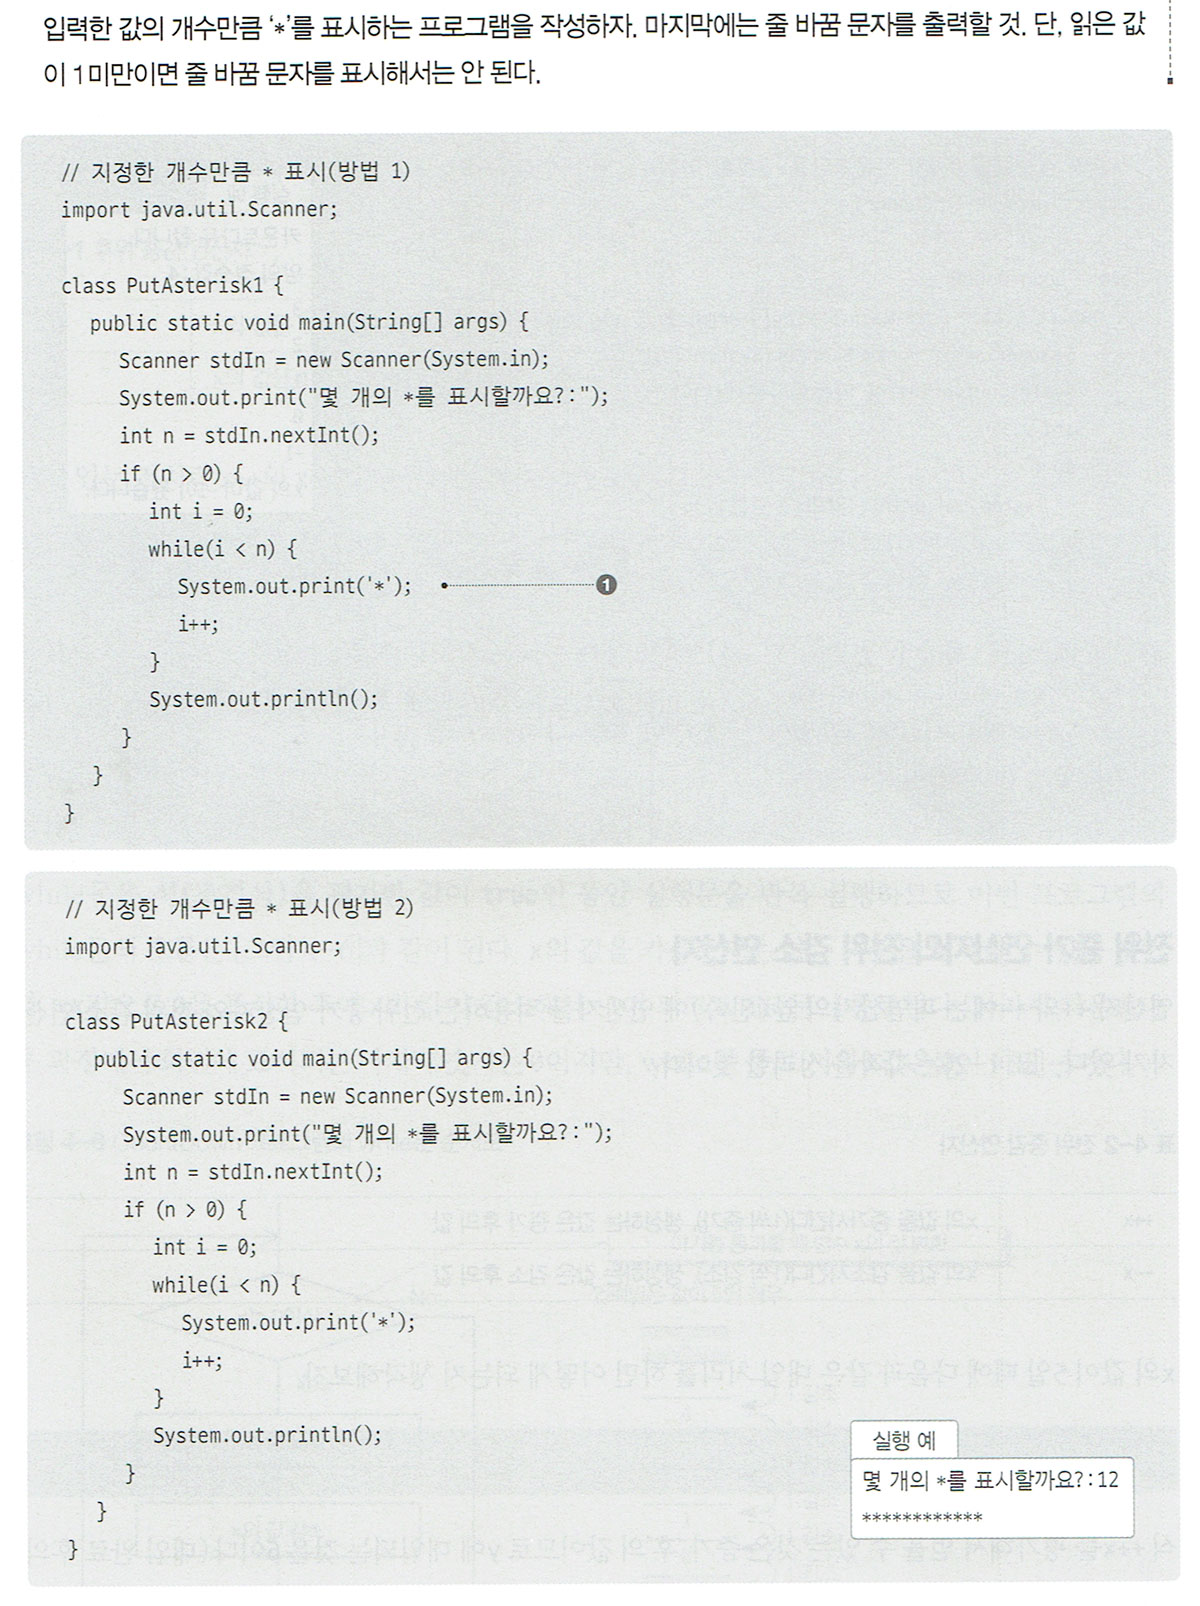 입력한 값의 개수만큼 ‘*’를 표시하는 프로그램을 작성하자. 마지막에는 줄 바꿈 문자를 출력할 것. 단, 읽은 값
이 1 미만이면 줄 바꿈 문자를 표시해서는 안 된다.
// 지정한 개수만큼 * 표시(방법 1)
import java.util.Scanner;
class PutAsterisk1 {
public static void main(String[] args) {
Scanner stdIn = new Scanner(System.in);
System.out.print("몇 개의 *를 표시할까요?:");
int n = stdIn.nextInt();
if (n > 0) {
int i = 0;
while(i < n) {
System.out.print('*'); ❶
i++;
}
System.out.println();
}
}
}
// 지정한 개수만큼 * 표시(방법 2)
import java.util.Scanner;
class PutAsterisk2 {
public static void main(String[] args) {
Scanner stdIn = new Scanner(System.in);
System.out.print("몇 개의 *를 표시할까요?:");
int n = stdIn.nextInt();
if (n > 0) {
int i = 0;
while(i < n) {
System.out.print('*');
i++;
}
System.out.println();
}
}
}
실행 예
몇 개의 *를 표시할까요?:12
************